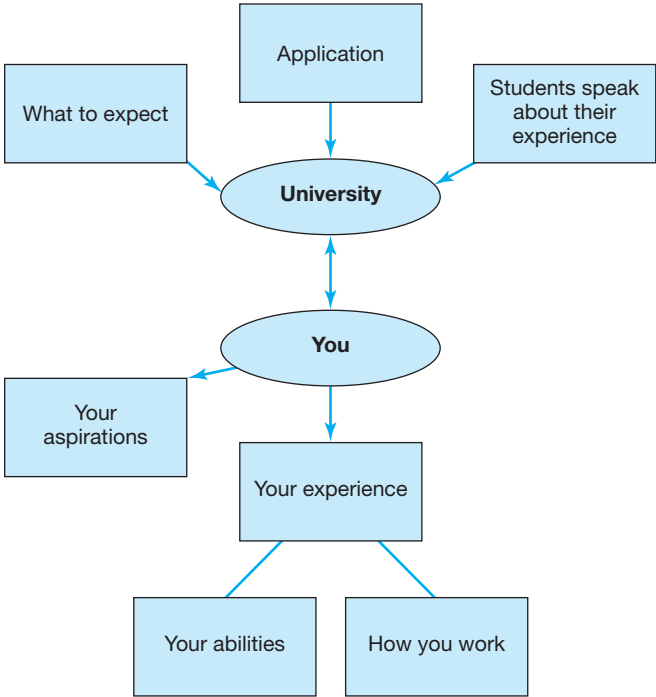 Application
What to expect
Students speak
about their
experience
University
You
Your
aspirations
Your experience
Your abilities
How you work